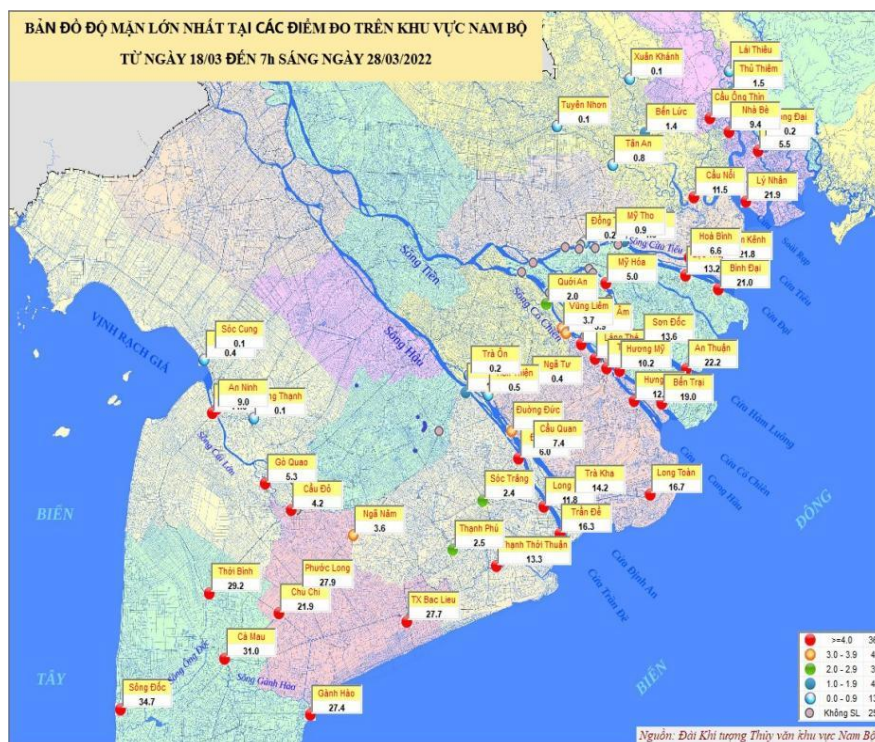 BẢN ĐỒ ĐỘ MẶN LỚN NHẤT TẠI CÁC ĐIỂM ĐO TRÊN KHU VỰC NAM BỘ
TỪ NGÀY 18/03 ĐẾN 7h SÁNG NGÀY 28/03/2022
Lái Thiêu
Xuân Khánh
0.1
Thủ Thiêm
1.5
Tuyên Nhơn
0.1
Bến Lức
1.4
Cầu Ông Thìn
Nhà Bè
9.4
0.2
5.5
Tân An
0.8
Cầu Nổi
11.5
Lý Nhân
21.9
Đồng
0.2
Mỹ Tho
0.9
Sông Cửa Tiểu
Hoà Bình
6.6
21.8
Soài Rạp
Sông Tiền
Mỹ Hóa
5.0
13.2
Bình Đại
21.0
Cửa Tiểu
Cửa Đại
Quới An
2.0
Sông Cổ Chiên
Vũng Liêm
3.7
Sơn Đốc
13.6
VỊNH RẠCH GIÁ
Sóc Cung
0.1
0.4
Sông Hậu
Trà Ôn
0.2
0.5
Ngã Tư
0.4
Hương Mỹ
10.2
An Thuận
22.2
An Ninh
9.0
0.1
Bến Trại
19.0
Cửa Hàm Luông
Đường Đức
Cầu Quan
7.4
6.0
Sông Cái Lớn
Cửa Cổ Chiên
Cung Hầu
Gò Quao
5.3
Sóc Trăng
2.4
Long
11.8
Trà Kha
14.2
Long Toàn
16.7
Cầu Đỏ
4.2
BIỂN
ĐÔNG
Ngã Năm
3.6
Thạnh Phú
2.5
Trần Đề
16.3
hạnh Thới Thuận
13.3
Cửa Định An
Cửa Trần Đề
Thới Bình
29.2
Phước Long
27.9
Chủ Chí
21.9
TX Bac Lieu
27.7
Cà Mau
31.0
TÂY
BIỂN
Sông Ông Đốc
Sông Gành Hào
Sông Đốc
34.7
Gành Hào
27.4
>=4.0 36
3.0 - 3.9 4
2.0 - 2.9 3
1.0 - 1.9 4
0.0 - 0.9 13
Không SL 25
Nguồn: Đài Khí tượng Thủy văn khu vực Nam Bộ